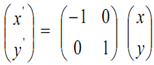 (x') = (-1 0) (x)
(y')   (0 1) (y)